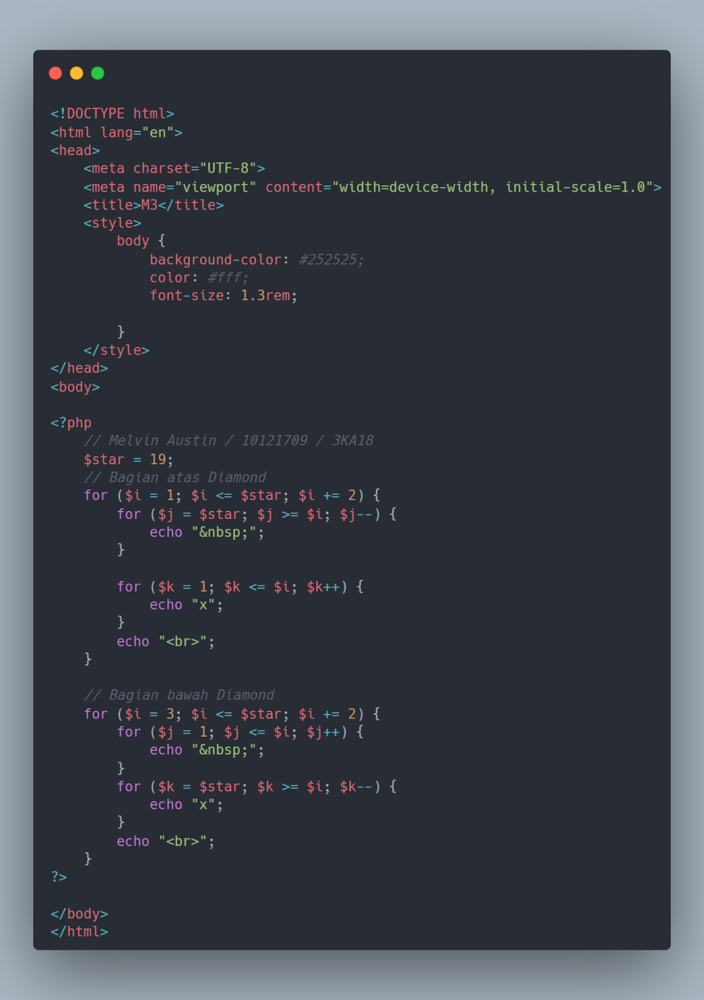 <!DOCTYPE html>
<html lang="en">
<head>
    <meta charset="UTF-8">
    <meta name="viewport" content="width=device-width, initial-scale=1.0">
    <title>M3</title>
    <style>
        body {
            background-color: #252525;
            color: #fff;
            font-size: 1.3rem;

        }
    </style>
</head>
<body>

<?php
    // Melvin Austin / 10121709 / 3KA18
    $star = 19;
    // Bagian atas Diamond
    for ($i = 1; $i <= $star; $i += 2) {
        for ($j = $star; $j >= $i; $j--) {
            echo "&nbsp;";
        }

        for ($k = 1; $k <= $i; $k++) {
            echo "x";
        }
        echo "<br>";
    }

    // Bagian bawah Diamond
    for ($i = 3; $i <= $star; $i += 2) {
        for ($j = 1; $j <= $i; $j++) {
            echo "&nbsp;";
        }
        for ($k = $star; $k >= $i; $k--) {
            echo "x";
        }
        echo "<br>";
    }
?>

</body>
</html>